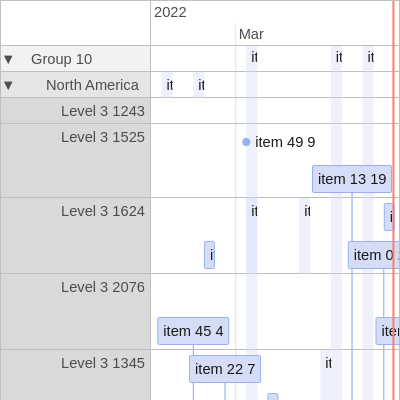 2022
Mar
▼ Group 10 it it it
▼ North America it it
Level 3 1243
Level 3 1525 item 49 9
item 13 19
Level 3 1624 it it i
i item 0
Level 3 2076
item 45 4
Level 3 1345 item 22 7 it